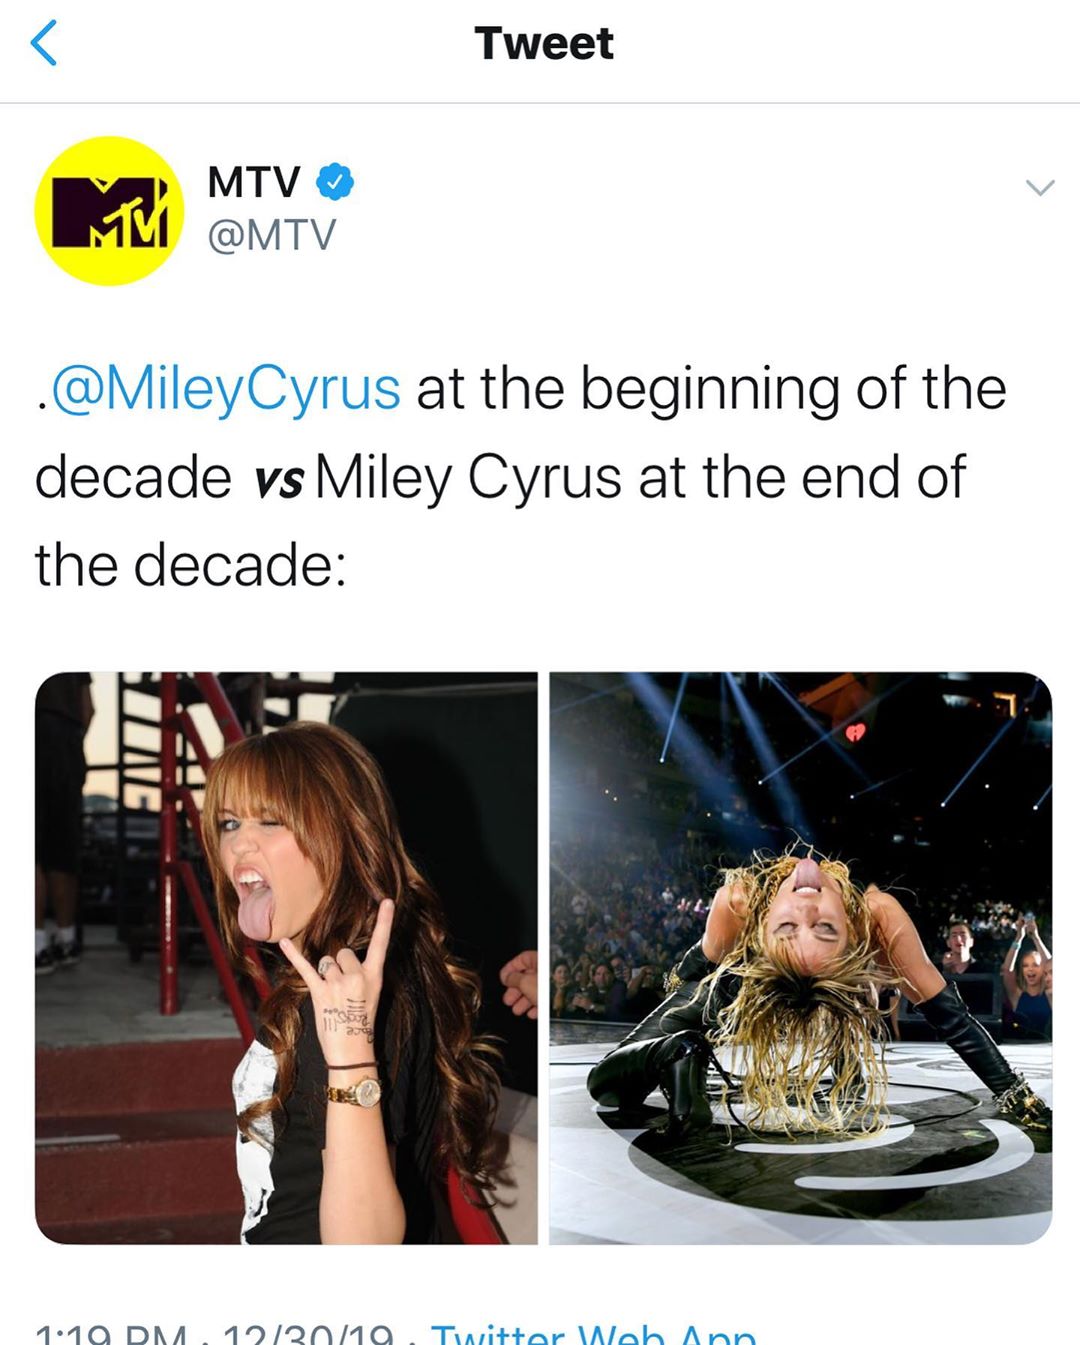 Tweet
MTV
MTV
@MTV
.@MileyCyrus at the beginning of the
decade vs Miley Cyrus at the end of
the decade:
1:19 PM · 12/30/19 · Twitter Web App